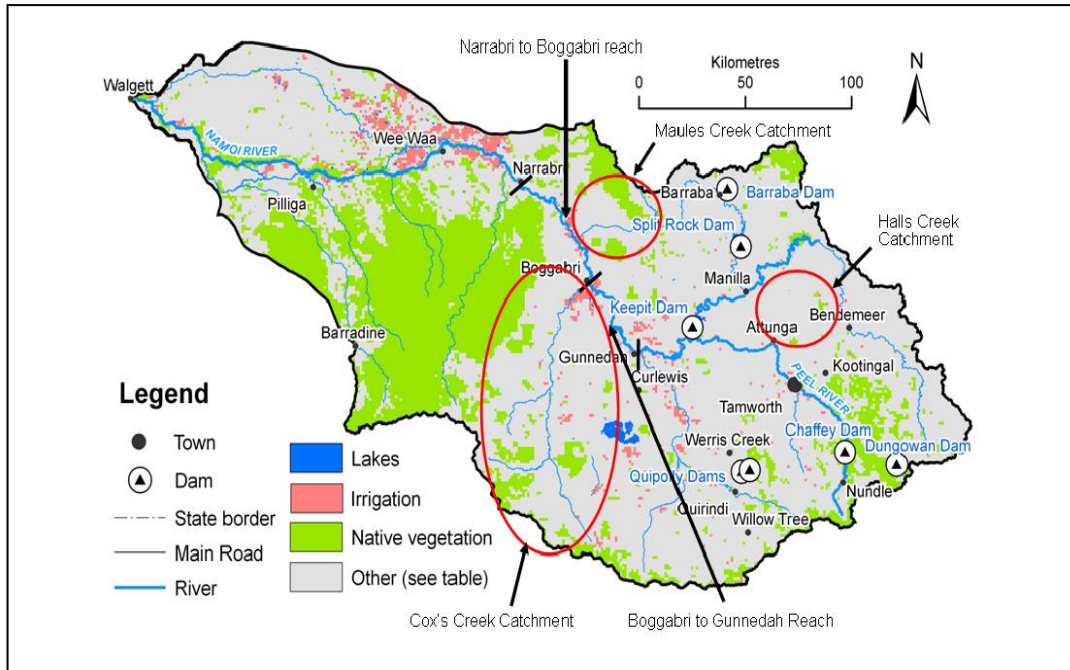 Narrabri to Boggabri reach
Kilometres
0 50 100
N
Maules Creek Catchment
Walgett
NAMOI RIVER
Wee Waa
Narrabri
Pilliga
Barraba
Barraba Dam
Split Rock Dam
Halls Creek
Catchment
Boggabri
Manilla
Keepit Dam
Attunga
Bendemeer
Barradine
Gunnedah
Curlewis
Kootingal
PEEL RIVER
Tamworth
Chaffey Dam
Werris Creek
Dungowan Dam
Quipolly Dams
Nundle
Quirindi
Willow Tree
Legend
Town
Dam
State border
Main Road
River
Lakes
Irrigation
Native vegetation
Other (see table)
Cox's Creek Catchment
Boggabri to Gunnedah Reach